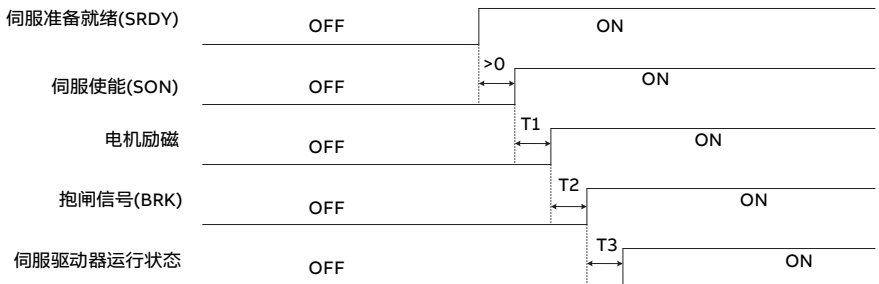 伺服准备就绪(SRDY) OFF ON
>0
伺服使能(SON) OFF ON
T1
电机励磁 OFF ON
T2
抱闸信号(BRK) OFF ON
T3
伺服驱动器运行状态 OFF ON